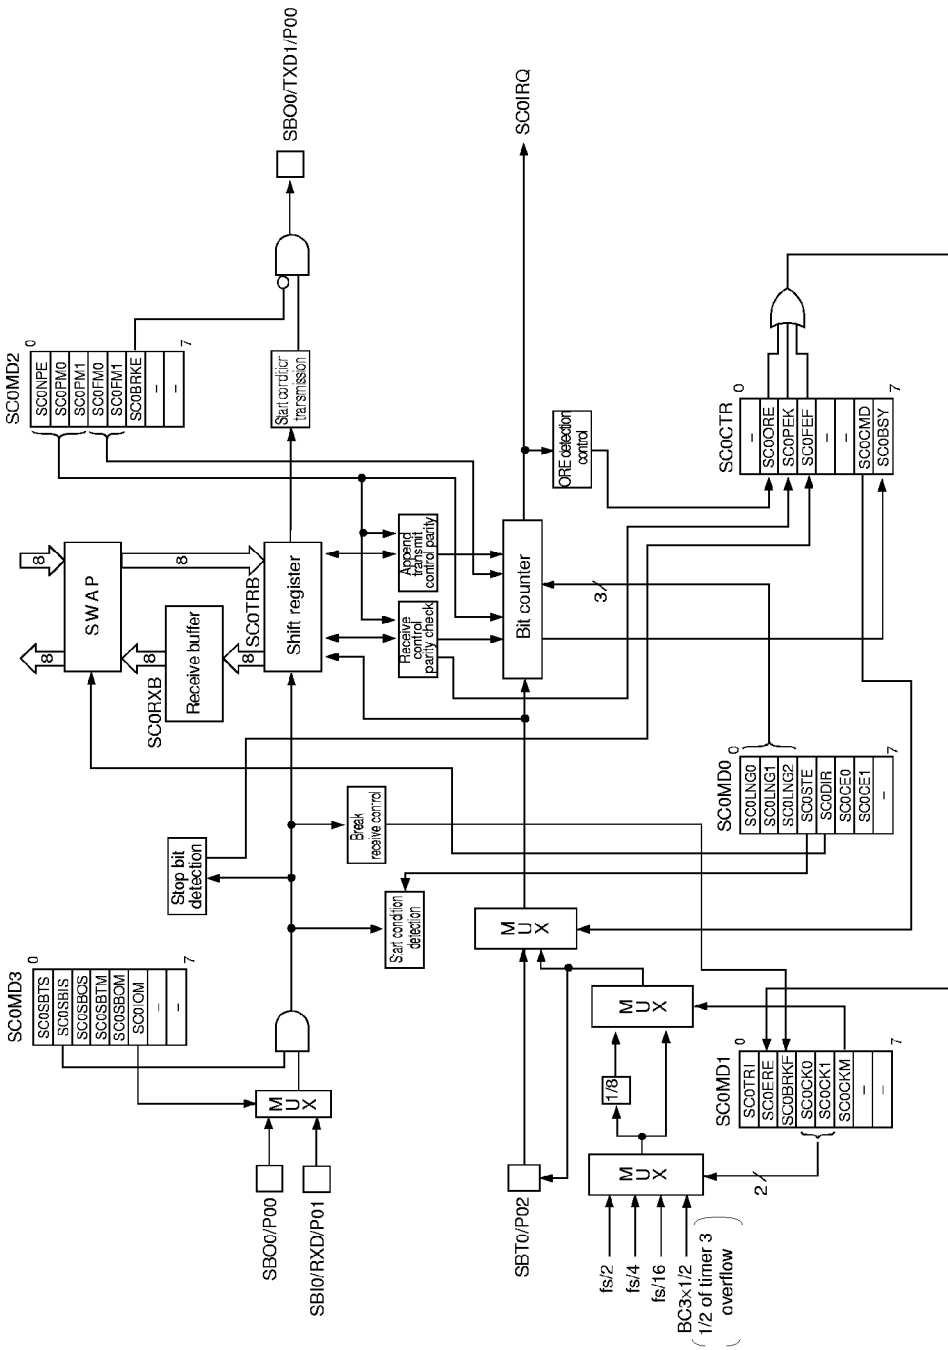 SC0MD3
0
SC0SBTS
SC0SBIS
SC0SBOS
SC0SBTM
SC0SBOM
SC0IOM
–
–
7
SBO0/P00
SBI0/RXD/P01
M
U
X
Stop bit
detection
Start condition
detection
Break
receive control
SC0RXB
Receive buffer
SWAP
8
8
8
8
8
SC0TRB
Shift register
SC0MD2
0
SC0NPE
SC0PM0
SC0PM1
SC0FM0
SC0FM1
SC0BRKE
–
–
7
Start condition
transmission
SBO0/TXD1/P00
Receive
control
parity check
Append
transmit
control parity
SBT0/P02
fs/2
fs/4
fs/16
BC3×1/2
1/2 of timer 3
overflow
M
U
X
2
1/8
M
U
X
M
U
X
Bit counter
3
ORE detection
control
SC0IRQ
SC0MD1
0
SC0TRI
SC0ERE
SC0BRKF
SC0CK0
SC0CK1
SC0CKM
–
–
7
SC0MD0
0
SC0LNG0
SC0LNG1
SC0LNG2
SC0STE
SC0DIR
SC0CE0
SC0CE1
–
7
SC0CTR
0
–
SC0ORE
SC0PEK
SC0FEF
–
–
SC0CMD
SC0BSY
7